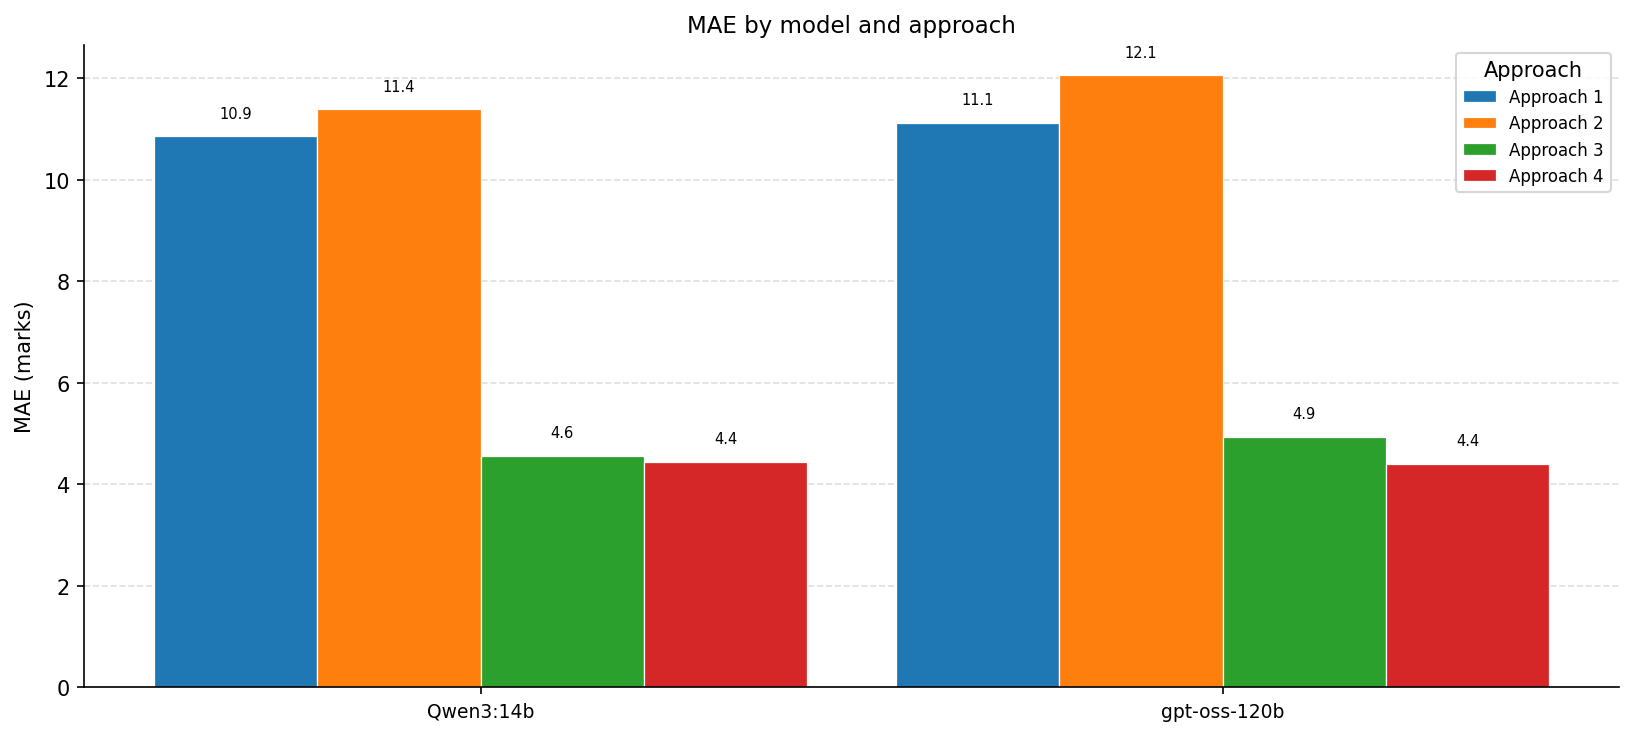 MAE by model and approach
MAE (marks)
12
10
8
6
4
2
0
10.9
11.4
4.6
4.4
11.1
12.1
4.9
4.4
Qwen3:14b
gpt-oss-120b
Approach
Approach 1
Approach 2
Approach 3
Approach 4